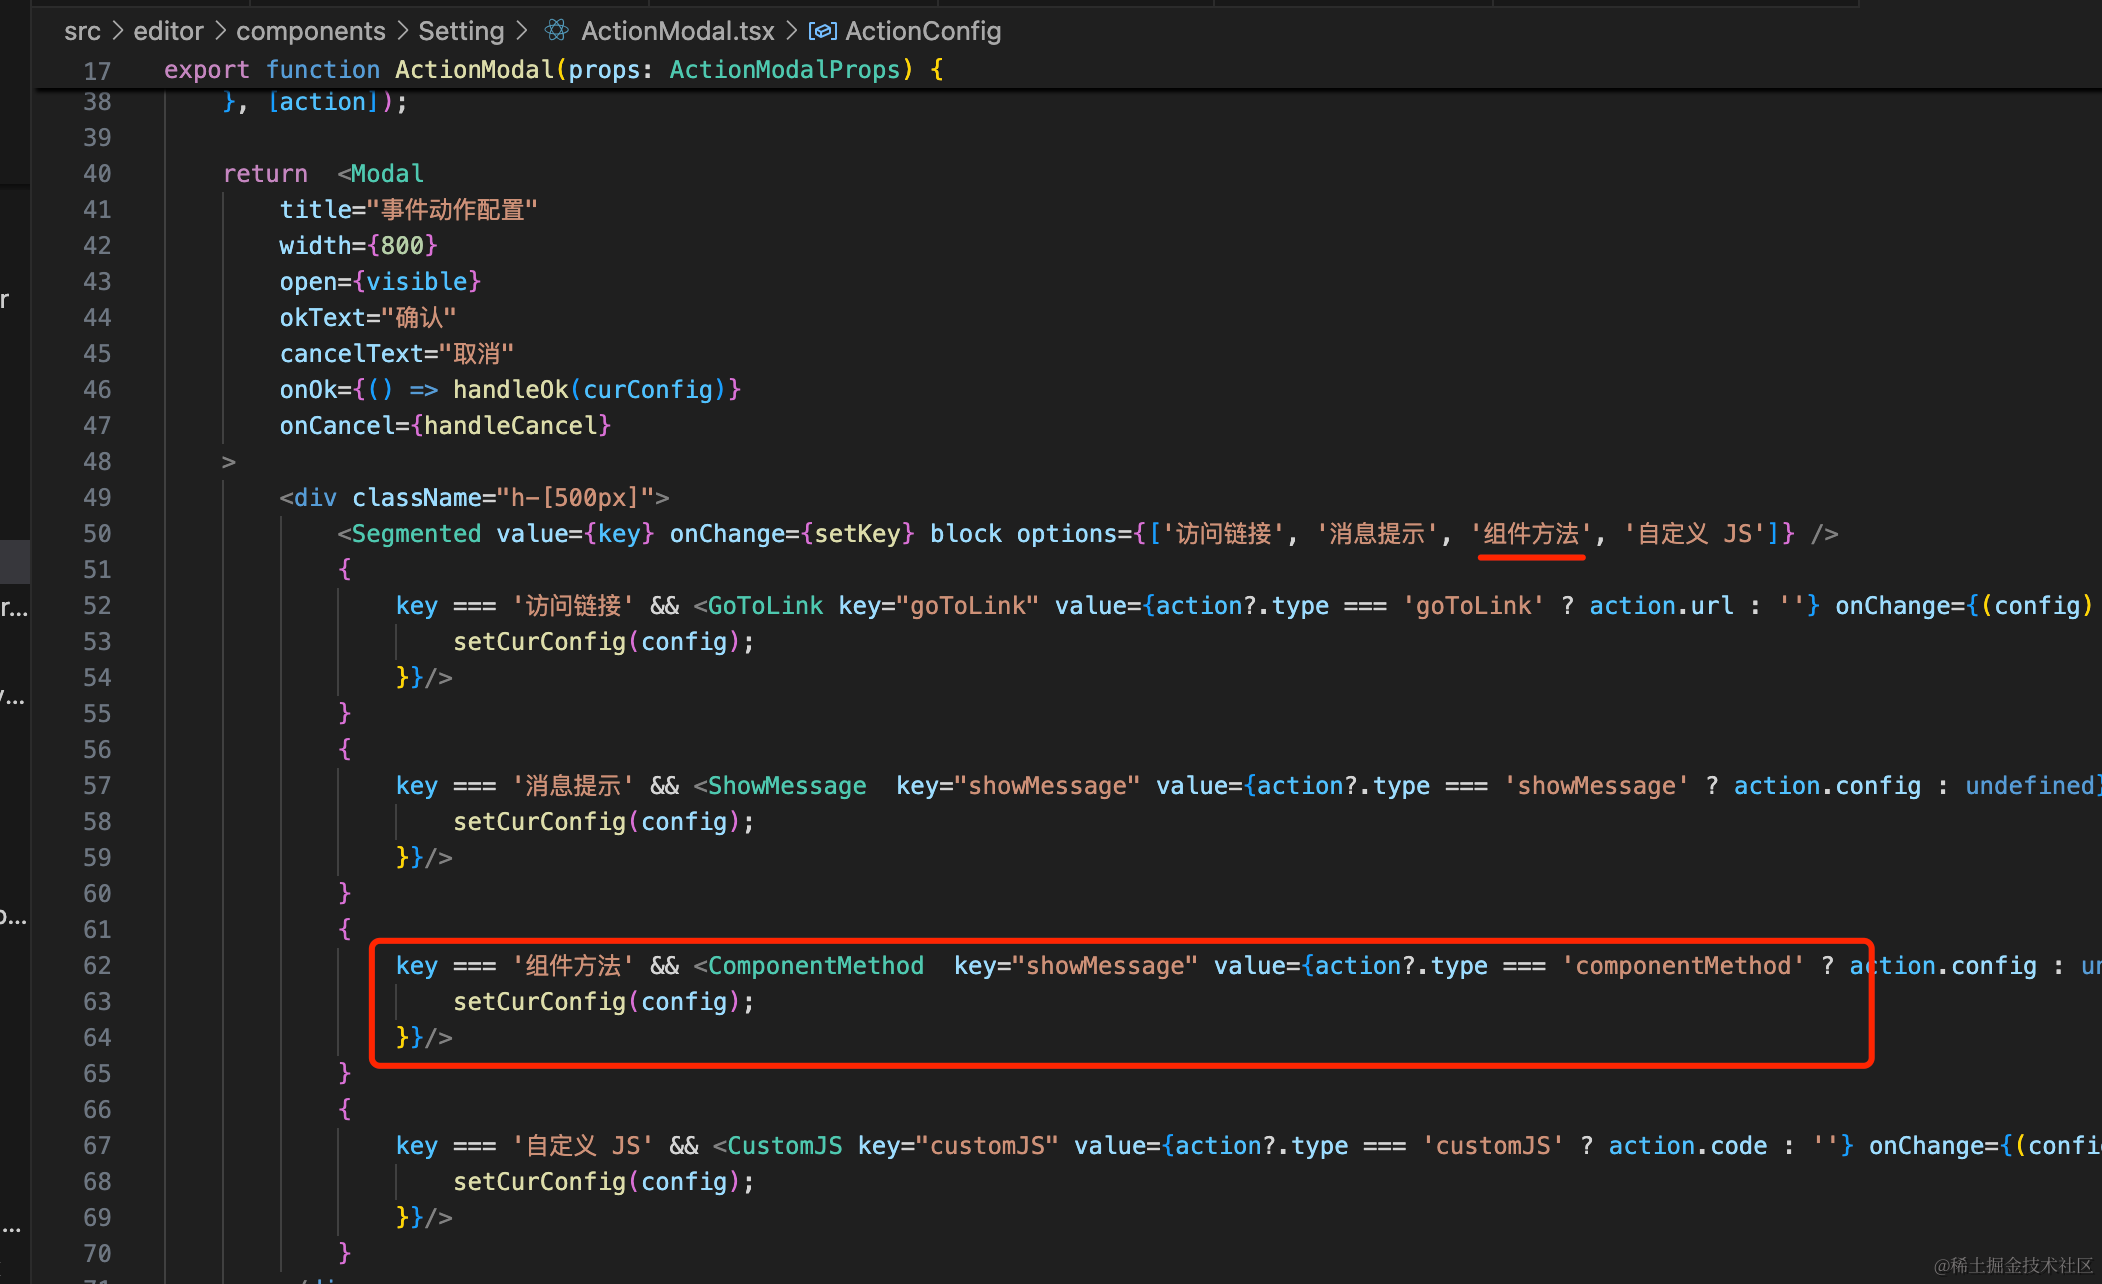 src > editor > components > Setting > ActionModal.tsx > ActionConfig
17 export function ActionModal(props: ActionModalProps) {
38 }, [action]);
39
40 return <Modal
41 title="事件动作配置"
42 width={800}
43 open={visible}
r
44 okText="确认"
45 cancelText="取消"
46 onOk={() => handleOk(curConfig)}
47 onCancel={handleCancel}
48 >
49 <div className="h-[500px]">
50 <Segmented value={key} onChange={setKey} block options={['访问链接', '消息提示', '组件方法', '自定义 JS']} />
51 {
52 key === '访问链接' && <GoToLink key="goToLink" value={action?.type === 'goToLink' ? action.url : ''} onChange={(config)
r...
53 setCurConfig(config);
54 }}/>
55 }
56 {
57 key === '消息提示' && <ShowMessage key="showMessage" value={action?.type === 'showMessage' ? action.config : undefined}
58 setCurConfig(config);
59 }}/>
60 }
61 {
62 key === '组件方法' && <ComponentMethod key="showMessage" value={action?.type === 'componentMethod' ? action.config : un
63 setCurConfig(config);
64 }}/>
65 }
66 {
67 key === '自定义 JS' && <CustomJS key="customJS" value={action?.type === 'customJS' ? action.code : ''} onChange={(confi
68 setCurConfig(config);
69 }}/>
70 }
@稀土掘金技术社区